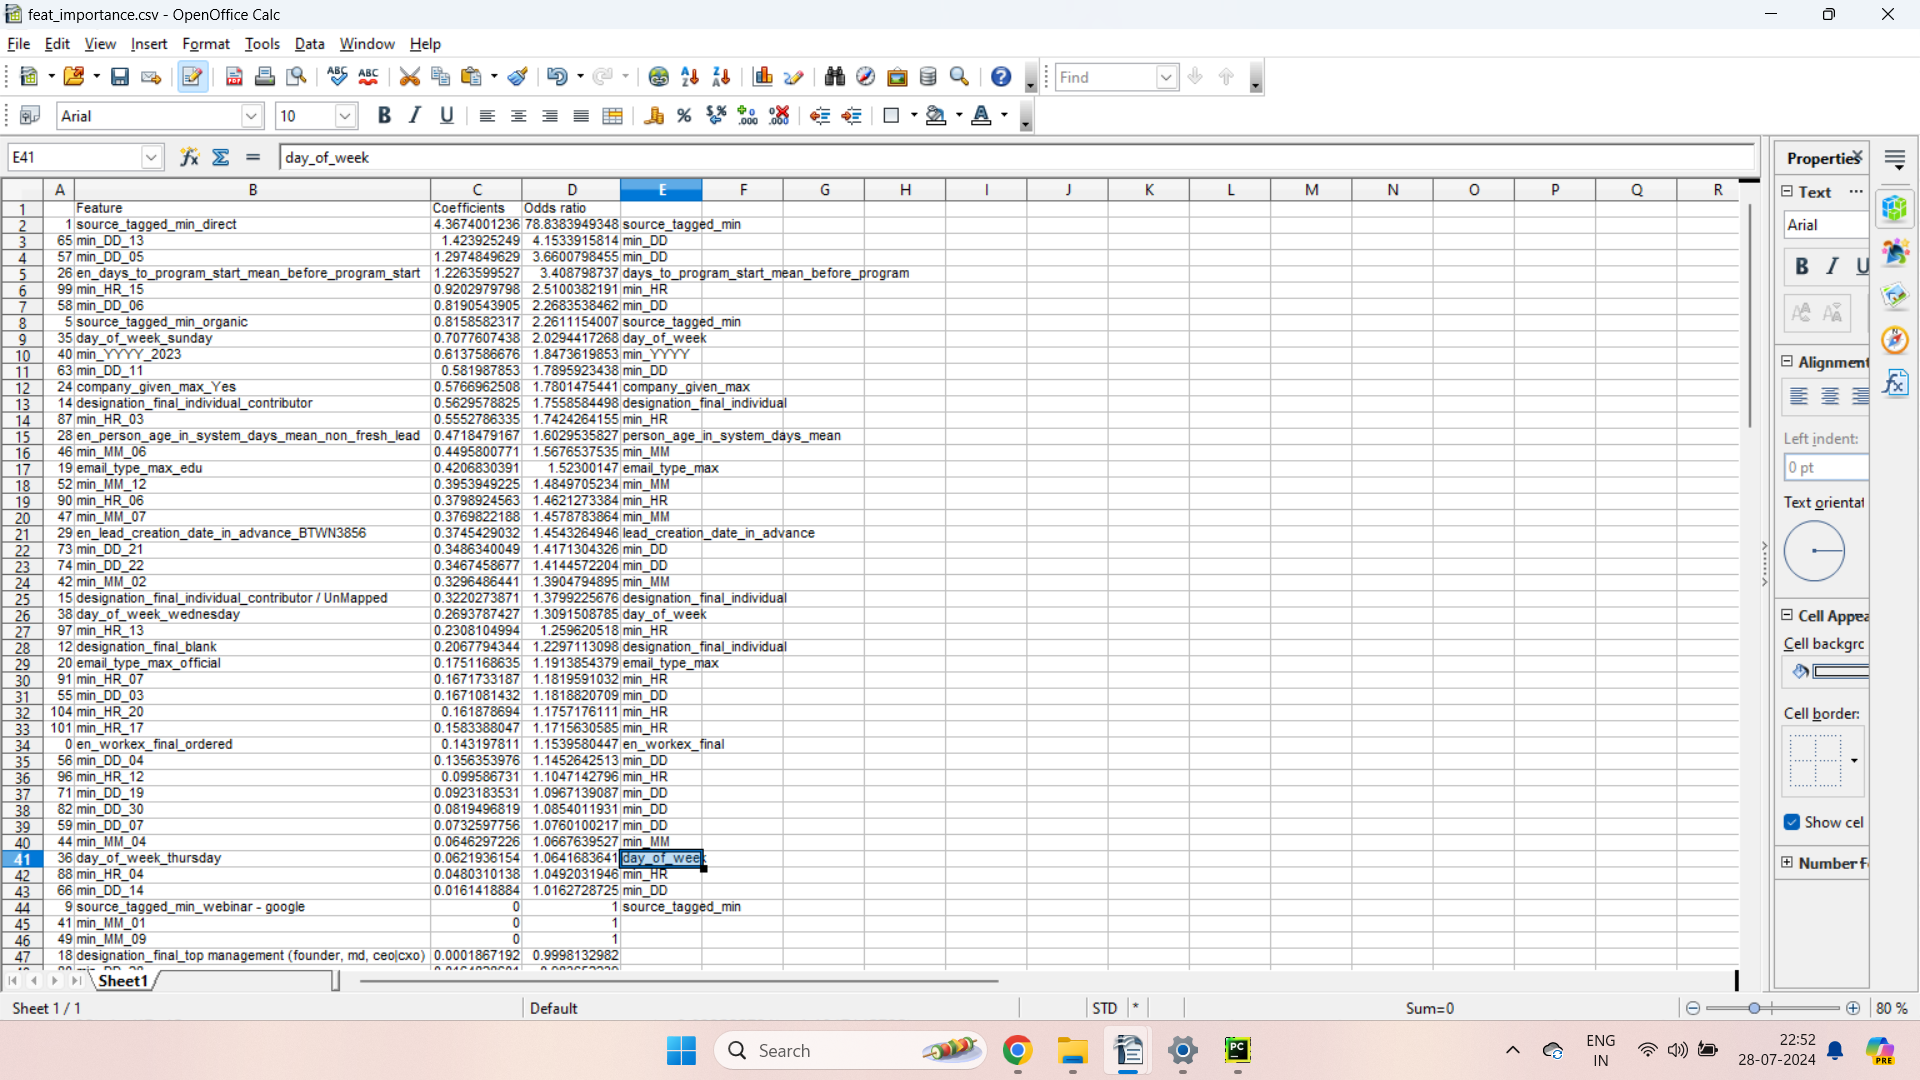 feat_importance.csv - OpenOffice Calc
File Edit View Insert Format Tools Data Window Help
Find
Arial 10
E41 day_of_week
Properties
A B C D E F G H I J K L M N O P Q R
1 Feature Coefficients Odds ratio
2 1 source_tagged_min_direct 4.3674001236 78.8383949348 source_tagged_min
3 65 min_DD_13 1.423925249 4.1533915814 min_DD
4 57 min_DD_05 1.2974849629 3.6600798455 min_DD
5 26 en_days_to_program_start_mean_before_program_start 1.2263599527 3.408798737 days_to_program_start_mean_before_program
6 99 min_HR_15 0.9202979798 2.5100382191 min_HR
7 58 min_DD_06 0.8190543905 2.2683538462 min_DD
8 5 source_tagged_min_organic 0.8158582317 2.2611154007 source_tagged_min
9 35 day_of_week_sunday 0.7077607438 2.0294417268 day_of_week
10 40 min_YYYY_2023 0.6137586676 1.8473619853 min_YYYY
11 63 min_DD_11 0.581987853 1.7895923438 min_DD
12 24 company_given_max_Yes 0.5766962508 1.7801475441 company_given_max
13 14 designation_final_individual_contributor 0.5629578825 1.7558584498 designation_final_individual
14 87 min_HR_03 0.5552786335 1.7424264155 min_HR
15 28 en_person_age_in_system_days_mean_non_fresh_lead 0.4718479167 1.6029535827 person_age_in_system_days_mean
16 46 min_MM_06 0.4495800771 1.5676537535 min_MM
17 19 email_type_max_edu 0.4206830391 1.52300147 email_type_max
18 52 min_MM_12 0.3953949225 1.4849705234 min_MM
19 90 min_HR_06 0.3798924563 1.4621273384 min_HR
20 47 min_MM_07 0.3769822188 1.4578783864 min_MM
21 29 en_lead_creation_date_in_advance_BTWN3856 0.3745429032 1.4543264946 lead_creation_date_in_advance
22 73 min_DD_21 0.3486340049 1.4171304326 min_DD
23 74 min_DD_22 0.3467458677 1.4144572204 min_DD
24 42 min_MM_02 0.3296486441 1.3904794895 min_MM
25 15 designation_final_individual_contributor / UnMapped 0.3220273871 1.3799225676 designation_final_individual
26 38 day_of_week_wednesday 0.2693787427 1.3091508785 day_of_week
27 97 min_HR_13 0.2308104994 1.259620518 min_HR
28 12 designation_final_blank 0.2067794344 1.2297113098 designation_final_individual
29 20 email_type_max_official 0.1751168635 1.1913854379 email_type_max
30 91 min_HR_07 0.1671733187 1.1819591032 min_HR
31 55 min_DD_03 0.1671081432 1.1818820709 min_DD
32 104 min_HR_20 0.161878694 1.1757176111 min_HR
33 101 min_HR_17 0.1583388047 1.1715630585 min_HR
34 0 en_workex_final_ordered 0.143197811 1.1539580447 en_workex_final
35 56 min_DD_04 0.1356353976 1.1452642513 min_DD
36 96 min_HR_12 0.099586731 1.1047142796 min_HR
37 71 min_DD_19 0.0923183531 1.0967139087 min_DD
38 82 min_DD_30 0.0819496819 1.0854011931 min_DD
39 59 min_DD_07 0.0732597756 1.0760100217 min_DD
40 44 min_MM_04 0.0646297226 1.0667639527 min_MM
41 36 day_of_week_thursday 0.0621936154 1.0641683641 day_of_week
42 88 min_HR_04 0.0480310138 1.0492031946 min_HR
43 66 min_DD_14 0.0161418884 1.0162728725 min_DD
44 9 source_tagged_min_webinar - google 0 1 source_tagged_min
45 41 min_MM_01 0 1
46 49 min_MM_09 0 1
47 18 designation_final_top management (founder, md, ceo|cxo) 0.0001867192 0.9998132982
Text
Arial
B I U
Alignment
Left indent:
0 pt
Text orientat
Cell Appea
Cell backgrc
Cell border:
Show cel
Number F
Sheet1
Sheet 1 / 1 Default STD * Sum=0 80 %
Search
ENG
IN
22:52
28-07-2024